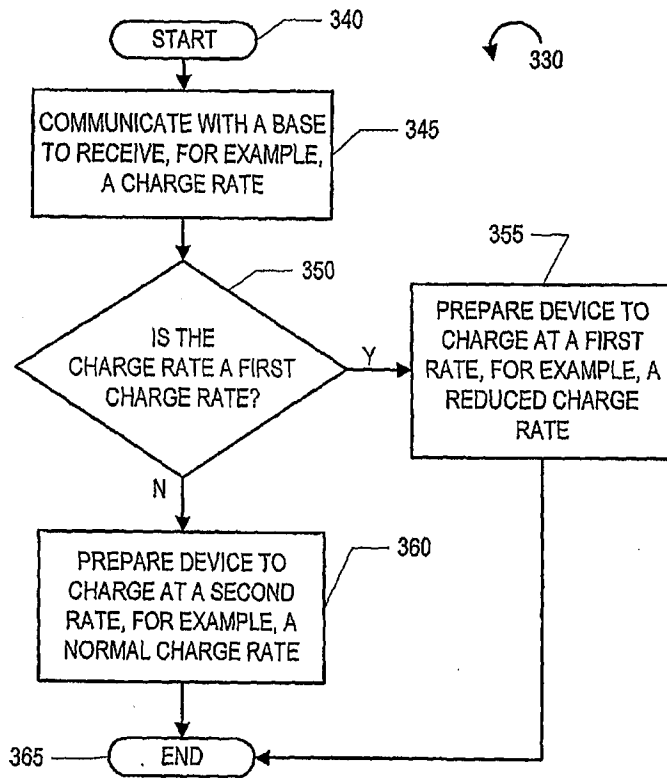 START
340
330
COMMUNICATE WITH A BASE
TO RECEIVE, FOR EXAMPLE,
A CHARGE RATE
345
350
IS THE
CHARGE RATE A FIRST
CHARGE RATE?
Y
355
PREPARE DEVICE TO
CHARGE AT A FIRST
RATE, FOR EXAMPLE, A
REDUCED CHARGE
RATE
N
PREPARE DEVICE TO
CHARGE AT A SECOND
RATE, FOR EXAMPLE, A
NORMAL CHARGE RATE
360
365
END